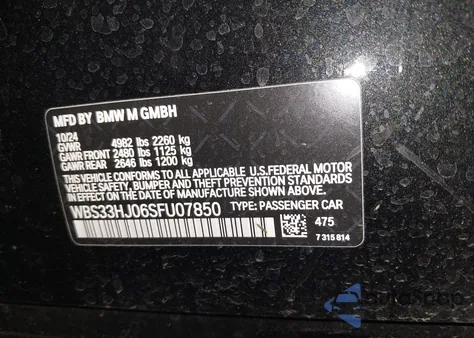 MFD BY BMW M GMBH
10/24
GVWR 4982 lbs 2260 kg
GAWR FRONT 2480 lbs 1125 kg
GAWR REAR 2646 lbs 1200 kg
THIS VEHICLE CONFORMS TO ALL APPLICABLE U.S.FEDERAL MOTOR
VEHICLE SAFETY, BUMPER AND THEFT PREVENTION STANDARDS
IN EFFECT ON THE DATE OF MANUFACTURE SHOWN ABOVE.
WBS33HJ06SFU07850 TYPE: PASSENGER CAR
475
7 315 814
AutoSnap